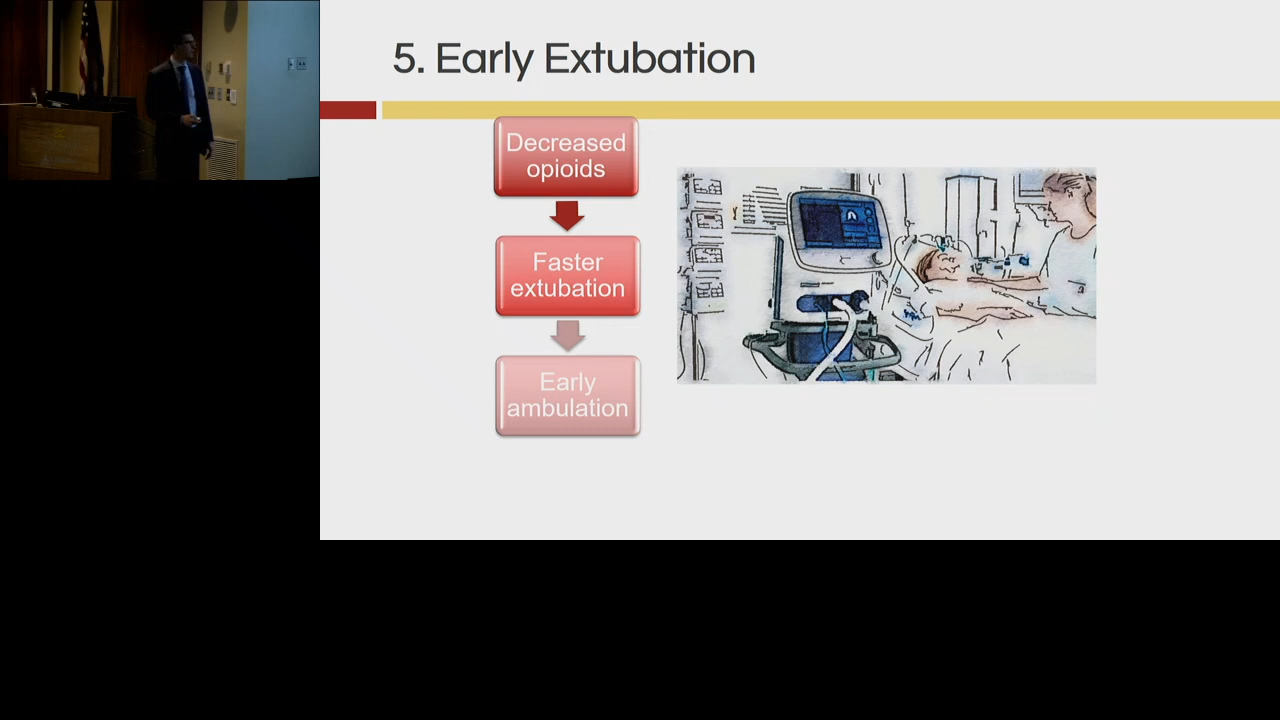 5. Early Extubation
Decreased
opioids
Faster
extubation
Early
ambulation